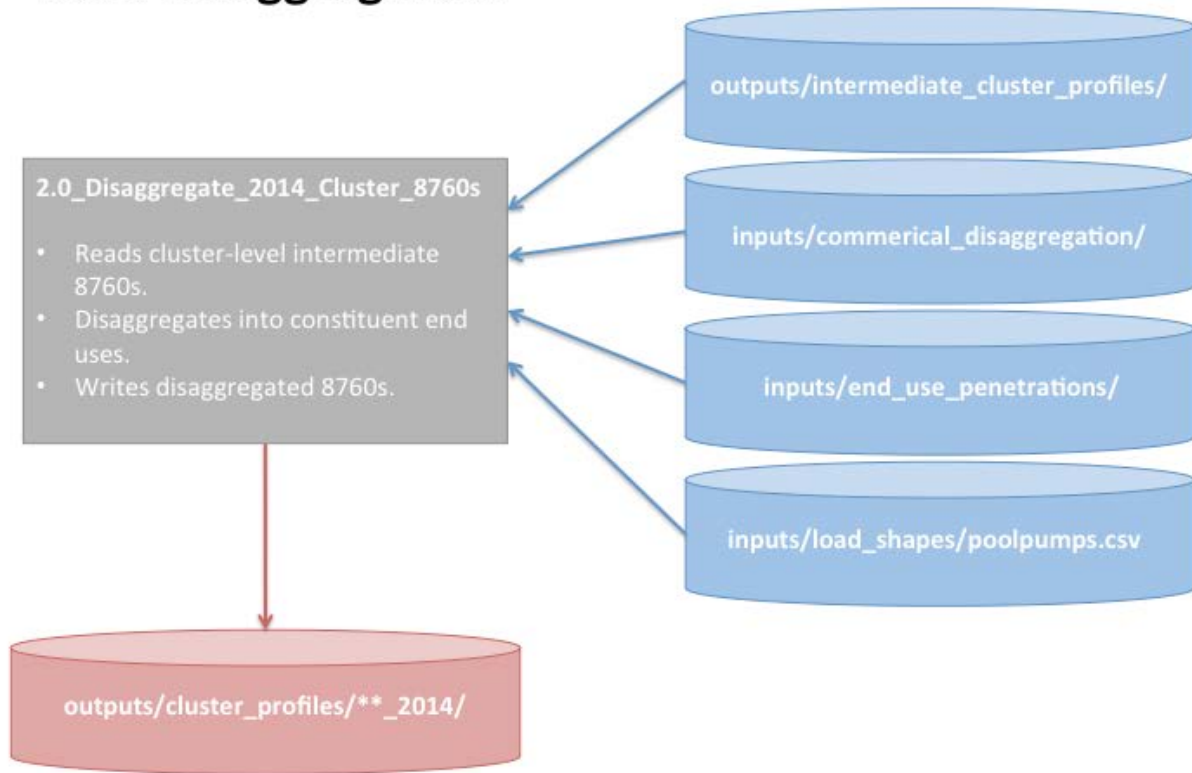 outputs/intermediate_cluster_profiles/
2.0_Disaggregate_2014_Cluster_8760s
• Reads cluster-level intermediate
8760s.
• Disaggregates into constituent end
uses.
• Writes disaggregated 8760s.
inputs/commerical_disaggregation/
inputs/end_use_penetrations/
inputs/load_shapes/poolpumps.csv
outputs/cluster_profiles/**_2014/